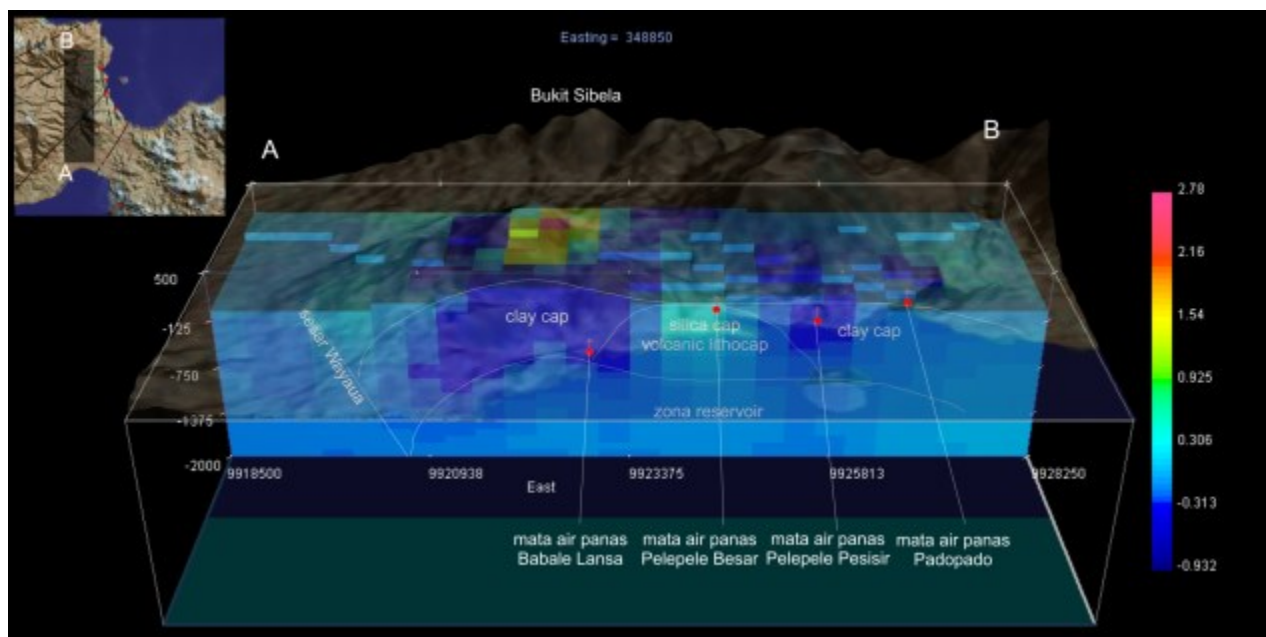 B
A
Easting = 348850
Bukit Sibela
A
B
2.78
2.16
1.54
0.925
0.306
-0.313
-0.932
500
-125
-750
-1375
-2000
clay cap
silica cap
volcanic lithocap
clay cap
zona reservoir
sesar Wayaua
9918500
9920938
9923375
9925813
9928250
East
mata air panas
Babale Lansa
mata air panas
Pelepele Besar
mata air panas
Pelepele Pesisir
mata air panas
Padopado